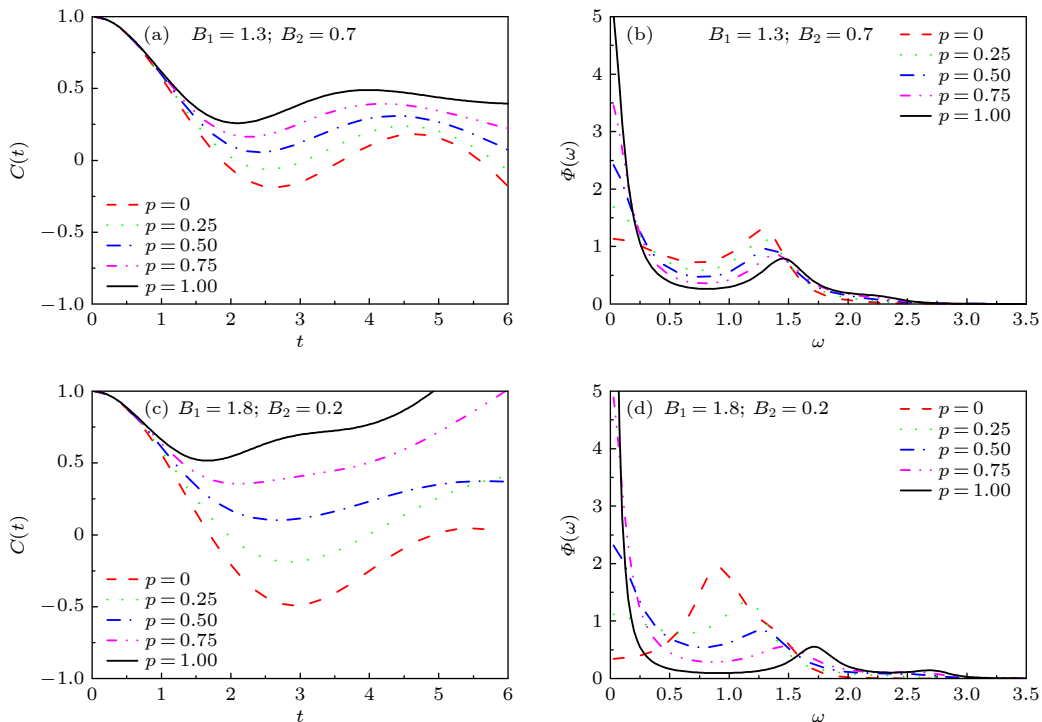 (a) B₁ = 1.3; B₂ = 0.7
1.0
0.5
0
−0.5
−1.0
C(t)
p = 0
p = 0.25
p = 0.50
p = 0.75
p = 1.00
0 1 2 3 4 5 6
t
(b) B₁ = 1.3; B₂ = 0.7
p = 0
p = 0.25
p = 0.50
p = 0.75
p = 1.00
5
4
3
2
1
0
Φ(ω)
0 0.5 1.0 1.5 2.0 2.5 3.0 3.5
ω
(c) B₁ = 1.8; B₂ = 0.2
1.0
0.5
0
−0.5
−1.0
C(t)
p = 0
p = 0.25
p = 0.50
p = 0.75
p = 1.00
0 1 2 3 4 5 6
t
(d) B₁ = 1.8; B₂ = 0.2
p = 0
p = 0.25
p = 0.50
p = 0.75
p = 1.00
5
4
3
2
1
0
Φ(ω)
0 0.5 1.0 1.5 2.0 2.5 3.0 3.5
ω